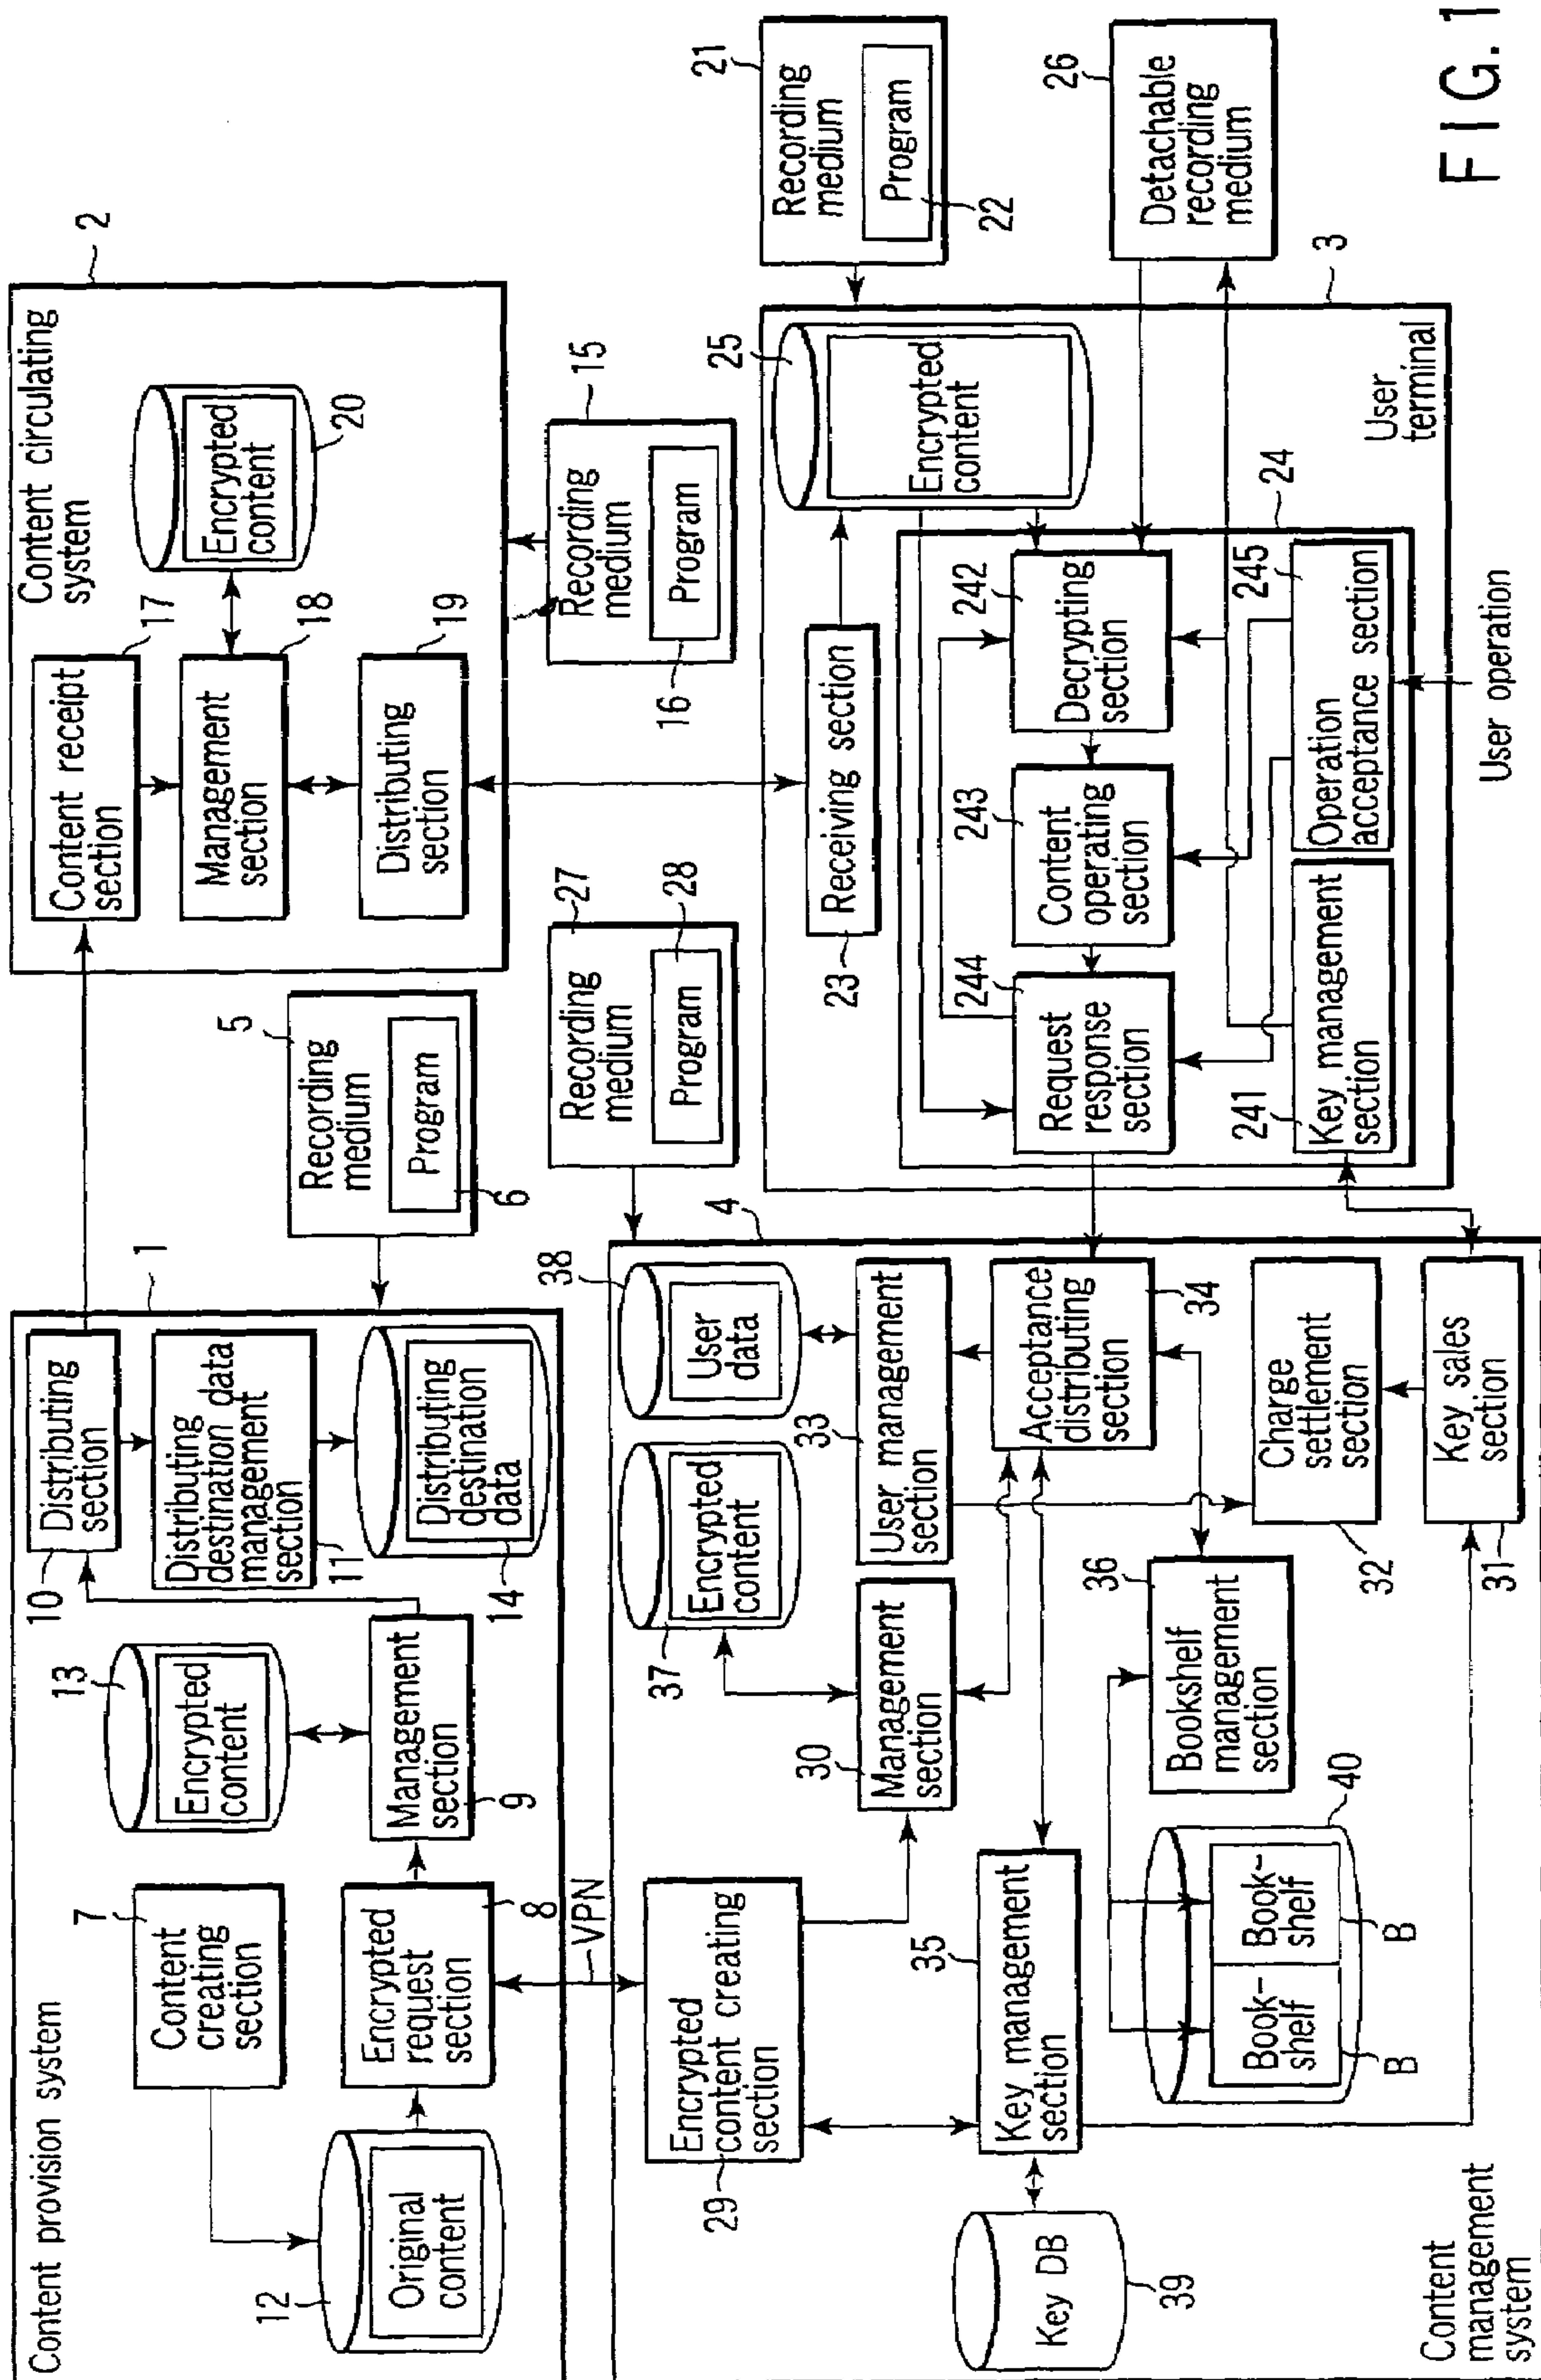 Content provision system
1
12
Original
content
7
Content
creating
section
Encrypted
request
section
8
13
Encrypted
content
Management
section
9
10
Distributing
section
Distributing
destination data
management
section
11
Distributing
destination
data
14
5
Recording
medium
Program
6
Content circulating
system
2
Content receipt
section
17
Management
section
18
Distributing
section
19
Encrypted
content
20
Recording
medium
15
Program
16
VPN
Recording
medium
27
Program
28
4
Encrypted
content creating
section
29
37
Encrypted
content
38
User
data
Management
section
30
33
User management
section
35
Key management
section
Key DB
39
Acceptance
distributing
section
34
36
Bookshelf
management
section
40
Book-
shelf
Book-
shelf
B
B
Charge
settlement
section
32
Key sales
section
31
Content
management
system
21
Recording
medium
Program
22
26
Detachable
recording
medium
3
User
terminal
25
Encrypted
content
23
Receiving section
24
244
Request
response
section
243
Content
operating
section
242
Decrypting
section
241
Key management
section
245
Operation
acceptance section
User operation
FIG. 1